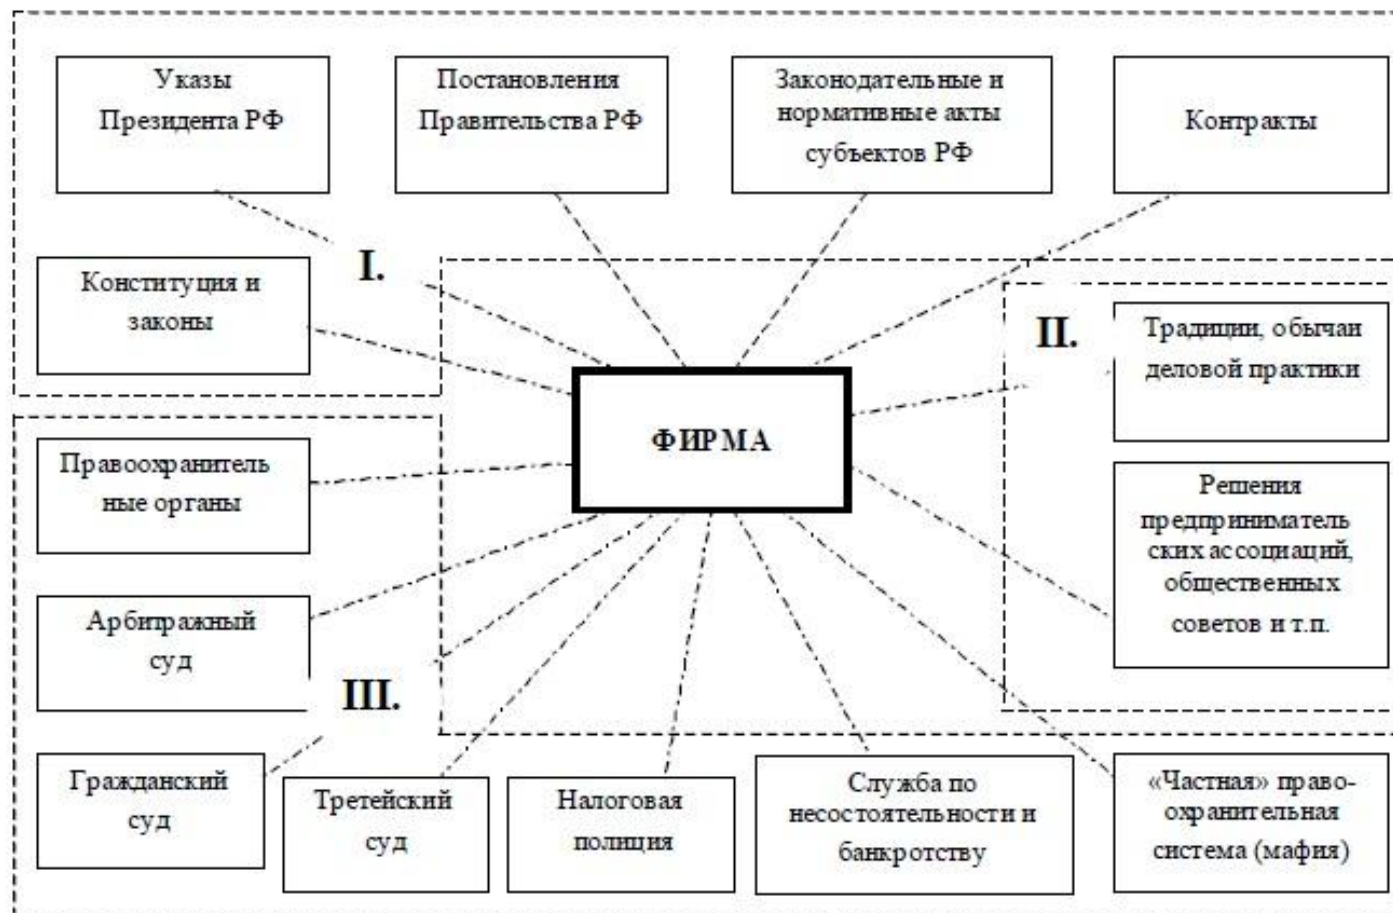 Указы
Президента РФ
Постановления
Правительства РФ
Законодательные и
нормативные акты
субъектов РФ
Контракты
I.
Конституция и
законы
II.
Традиции, обычаи
деловой практики
ФИРМА
Правоохранитель
ные органы
Решения
предприниматель
ских ассоциаций,
общественных
советов и т.п.
Арбитражный
суд
III.
Гражданский
суд
Третейский
суд
Налоговая
полиция
Служба по
несостоятельности и
банкротству
«Частная» право-
охранительная
система (мафия)